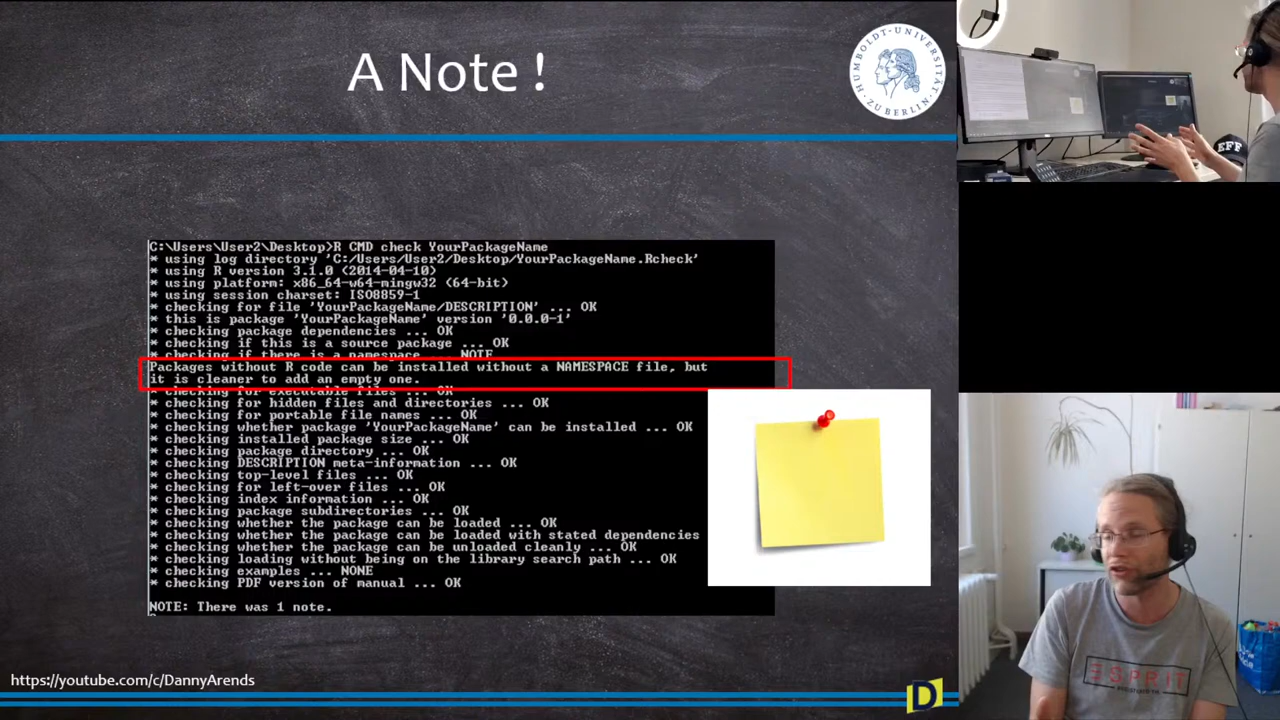 A Note !
HUMBOLDT-UNIVERSITÄT ZU BERLIN
C:\Users\User2\Desktop>R CMD check YourPackageName
* using log directory 'C:/Users/User2/Desktop/YourPackageName.Rcheck'
* using R version 3.1.0 (2014-04-10)
* using platform: x86_64-w64-mingw32 (64-bit)
* using session charset: ISO8859-1
* checking for file 'YourPackageName/DESCRIPTION' ... OK
* this is package 'YourPackageName' version '0.0.0-1'
* checking package dependencies ... OK
* checking if this is a source package ... OK
* checking if there is a namespace ... NOTE
Packages without R code can be installed without a NAMESPACE file, but
it is cleaner to add an empty one.
* checking for executable files ... OK
* checking for hidden files and directories ... OK
* checking for portable file names ... OK
* checking whether package 'YourPackageName' can be installed ... OK
* checking installed package size ... OK
* checking package directory ... OK
* checking DESCRIPTION meta-information ... OK
* checking top-level files ... OK
* checking for left-over files ... OK
* checking index information ... OK
* checking package subdirectories ... OK
* checking whether the package can be loaded ... OK
* checking whether the package can be loaded with stated dependencies
* checking whether the package can be unloaded cleanly ... OK
* checking loading without being on the library search path ... OK
* checking examples ... NONE
* checking PDF version of manual ... OK
NOTE: There was 1 note.
https://youtube.com/c/DannyArends
D
EFF
ESPRIT